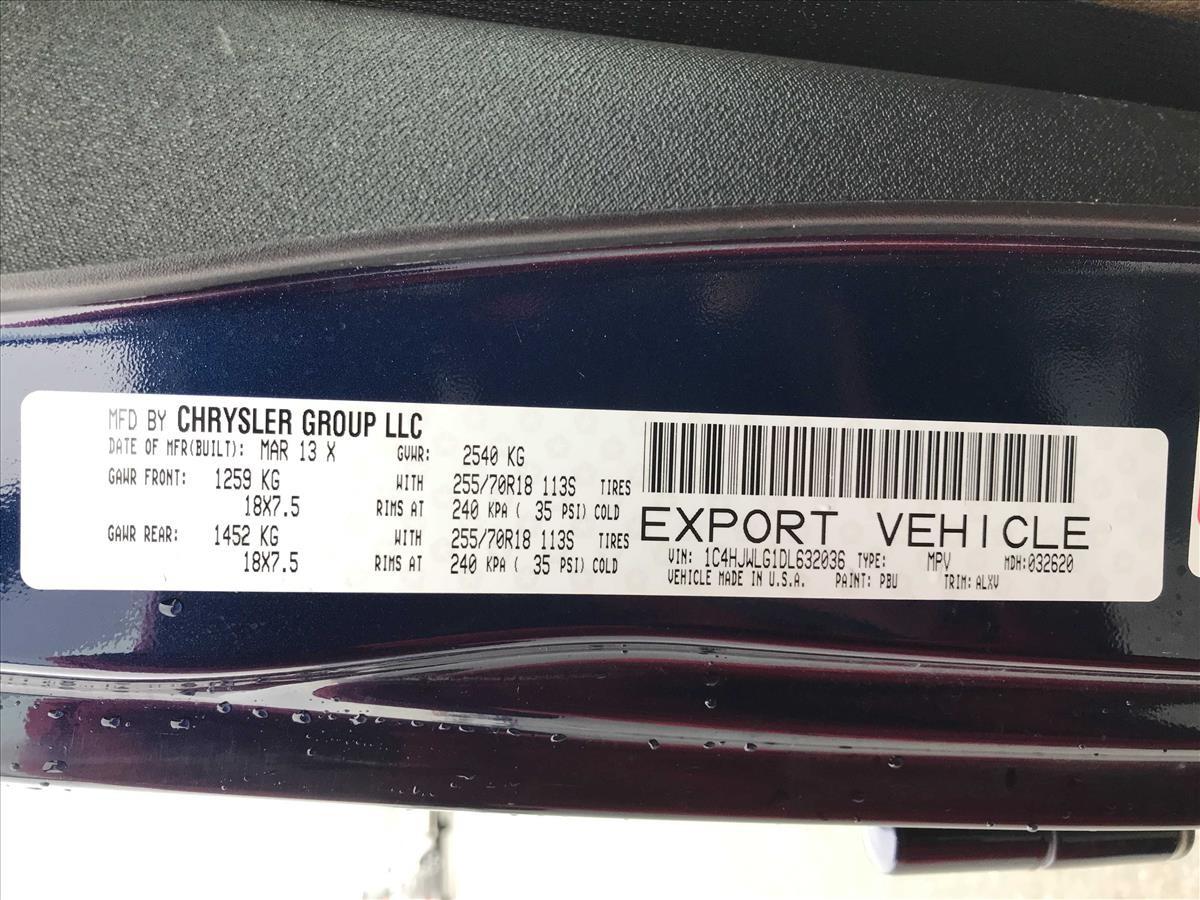 MFD BY CHRYSLER GROUP LLC
DATE OF MFR(BUILT): MAR 13 X GVWR: 2540 KG
GAWR FRONT: 1259 KG WITH 255/70R18 113S TIRES
18X7.5 RIMS AT 240 KPA ( 35 PSI) COLD
GAWR REAR: 1452 KG WITH 255/70R18 113S TIRES
18X7.5 RIMS AT 240 KPA ( 35 PSI) COLD
EXPORT VEHICLE
VIN: 1C4HJWLG1DL632036 TYPE: MPV MDH:032620
VEHICLE MADE IN U.S.A. PAINT: PBU TRIM: ALXV